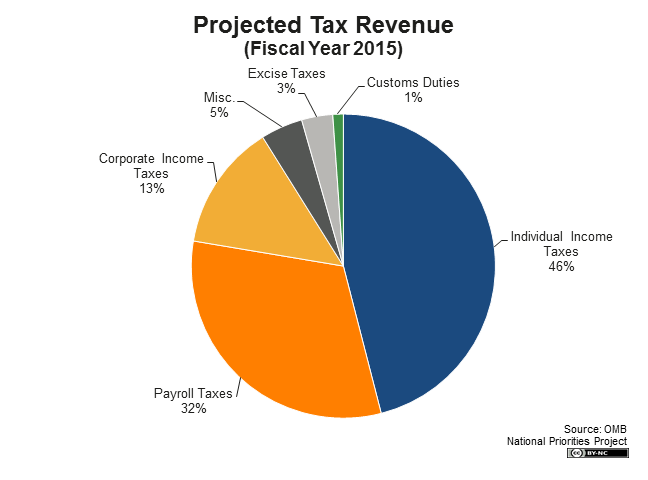 Projected Tax Revenue
(Fiscal Year 2015)
Excise Taxes
3%
Customs Duties
1%
Misc.
5%
Corporate Income
Taxes
13%
Individual Income
Taxes
46%
Payroll Taxes
32%
Source: OMB
National Priorities Project
cc BY-NC